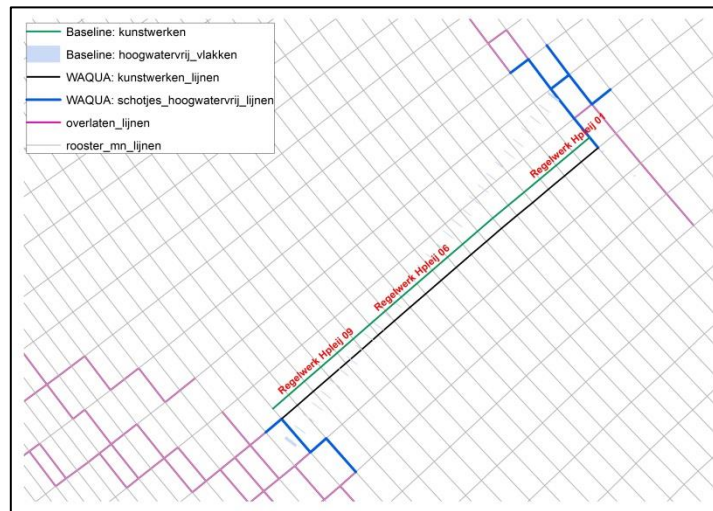 Baseline: kunstwerken
Baseline: hoogwatervrij_vlakken
WAQUA: kunstwerken_lijnen
WAQUA: schotjes_hoogwatervrij_lijnen
overlaten_lijnen
rooster_mn_lijnen
Regelwerk Hpleij 01
Regelwerk Hpleij 06
Regelwerk Hpleij 09